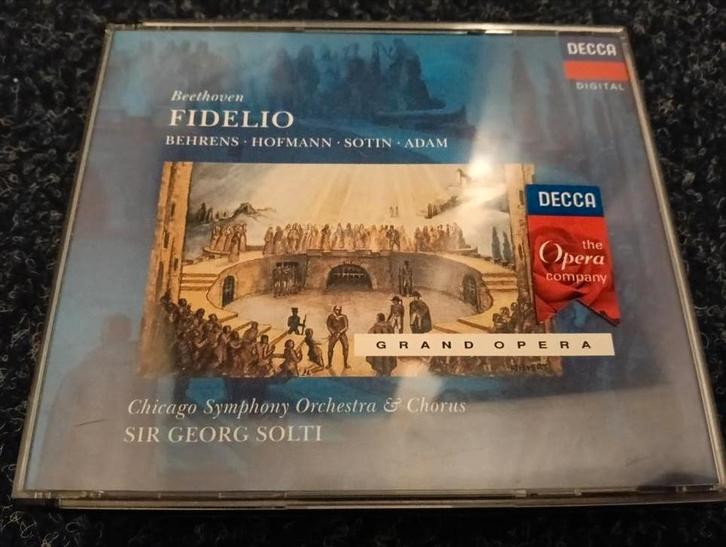 DECCA
DIGITAL
Beethoven
FIDELIO
BEHRENS · HOFMANN · SOTIN · ADAM
DECCA
the
Opera
company
GRAND OPERA
Chicago Symphony Orchestra & Chorus
SIR GEORG SOLTI